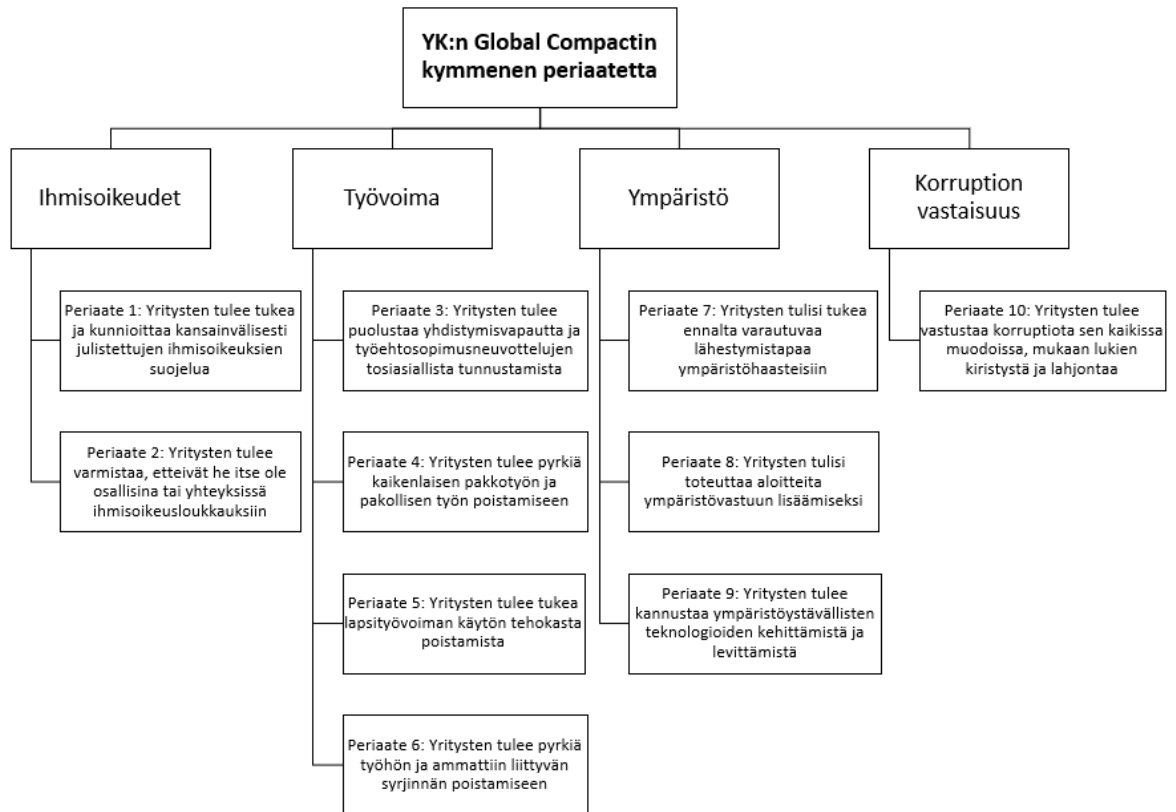 YK:n Global Compactin
kymmenen periaatetta
Ihmisoikeudet
Periaate 1: Yritysten tulee tukea
ja kunnioittaa kansainvälisesti
julistettujen ihmisoikeuksien
suojelua
Periaate 2: Yritysten tulee
varmistaa, etteivät he itse ole
osallisina tai yhteyksissä
ihmisoikeusloukkauksiin
Työvoima
Periaate 3: Yritysten tulee
puolustaa yhdistymisvapautta ja
työehtosopimusneuvottelujen
tosiasiallista tunnustamista
Periaate 4: Yritysten tulee pyrkiä
kaikenlaisen pakkotyön ja
pakollisen työn poistamiseen
Periaate 5: Yritysten tulee tukea
lapsityövoiman käytön tehokasta
poistamista
Periaate 6: Yritysten tulee pyrkiä
työhön ja ammattiin liittyvän
syrjinnän poistamiseen
Ympäristö
Periaate 7: Yritysten tulisi tukea
ennalta varautuvaa
lähestymistapaa
ympäristöhaasteisiin
Periaate 8: Yritysten tulisi
toteuttaa aloitteita
ympäristövastuun lisäämiseksi
Periaate 9: Yritysten tulee
kannustaa ympäristöystävällisten
teknologioiden kehittämistä ja
levittämistä
Korruption
vastaisuus
Periaate 10: Yritysten tulee
vastustaa korruptiota sen kaikissa
muodoissa, mukaan lukien
kiristystä ja lahjontaa